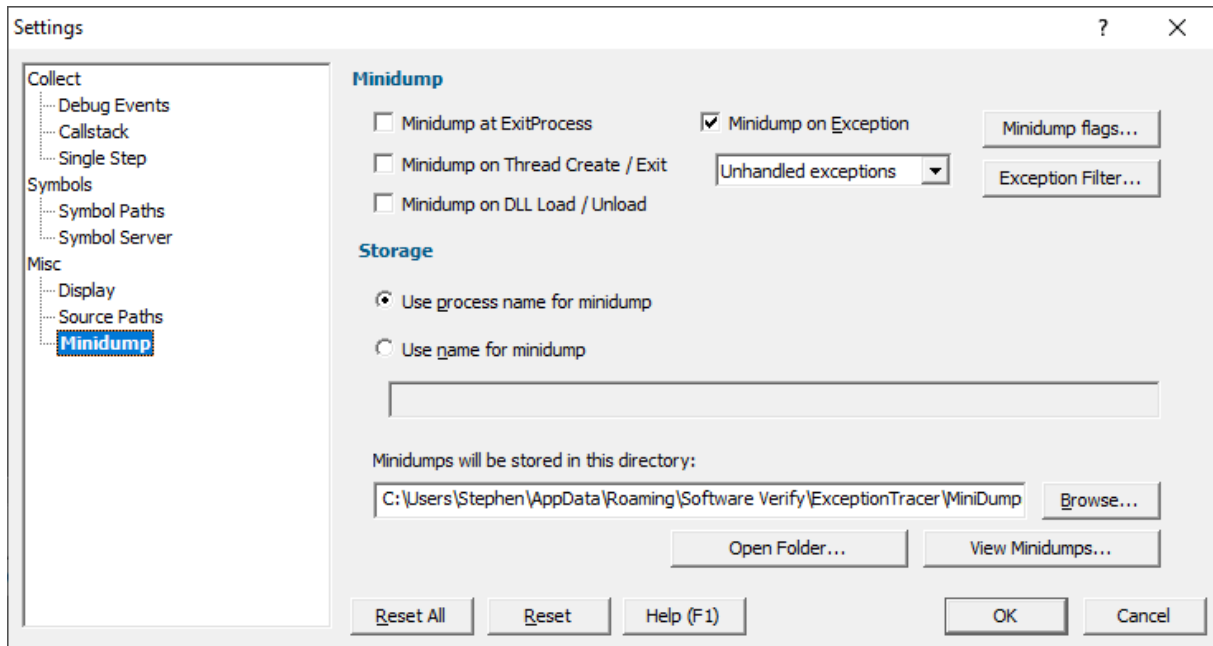 Settings
?
Collect
Debug Events
Callstack
Single Step
Symbols
Symbol Paths
Symbol Server
Misc
Display
Source Paths
Minidump
Minidump
Minidump at ExitProcess
Minidump on Exception
Minidump flags...
Minidump on Thread Create / Exit
Unhandled exceptions
Exception Filter...
Minidump on DLL Load / Unload
Storage
Use process name for minidump
Use name for minidump
Minidumps will be stored in this directory:
C:\Users\Stephen\AppData\Roaming\Software Verify\ExceptionTracer\MiniDump
Browse...
Open Folder...
View Minidumps...
Reset All
Reset
Help (F1)
OK
Cancel